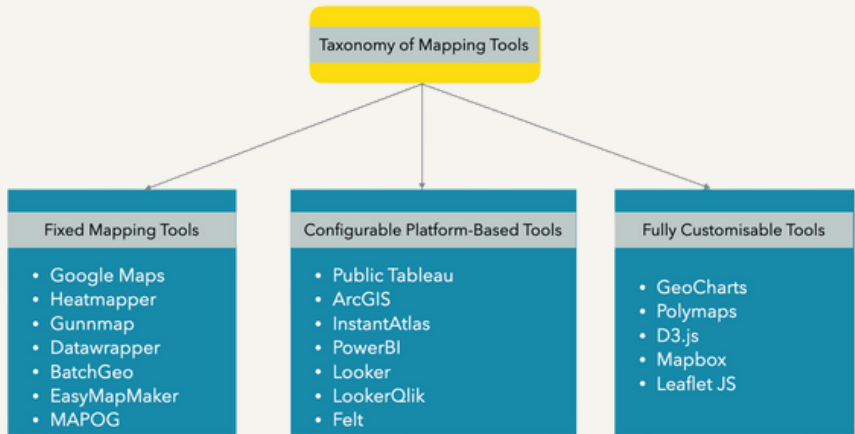 Taxonomy of Mapping Tools
Fixed Mapping Tools
• Google Maps
• Heatmapper
• Gunnmap
• Datawrapper
• BatchGeo
• EasyMapMaker
• MAPOG
Configurable Platform-Based Tools
• Public Tableau
• ArcGIS
• InstantAtlas
• PowerBI
• Looker
• LookerQlik
• Felt
Fully Customisable Tools
• GeoCharts
• Polymaps
• D3.js
• Mapbox
• Leaflet JS